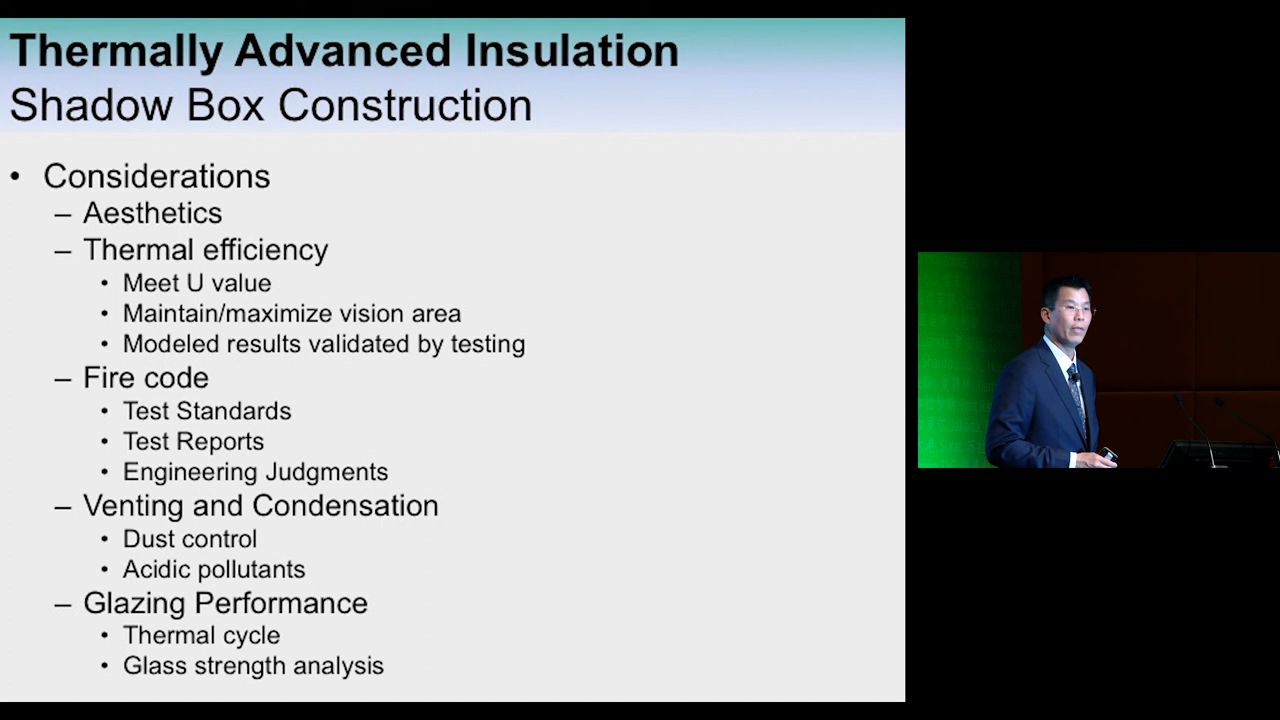 Thermally Advanced Insulation
Shadow Box Construction
• Considerations
– Aesthetics
– Thermal efficiency
• Meet U value
• Maintain/maximize vision area
• Modeled results validated by testing
– Fire code
• Test Standards
• Test Reports
• Engineering Judgments
– Venting and Condensation
• Dust control
• Acidic pollutants
– Glazing Performance
• Thermal cycle
• Glass strength analysis